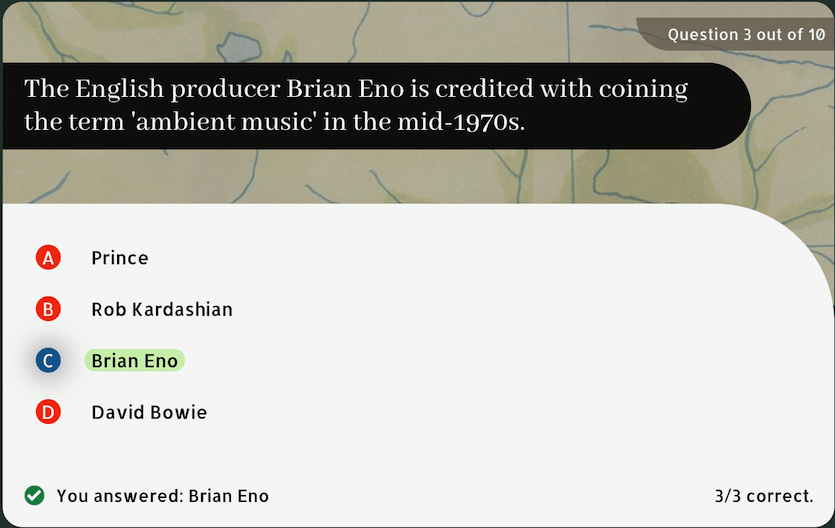 Question 3 out of 10
The English producer Brian Eno is credited with coining
the term 'ambient music' in the mid-1970s.
A Prince
B Rob Kardashian
C Brian Eno
D David Bowie
You answered: Brian Eno
3/3 correct.